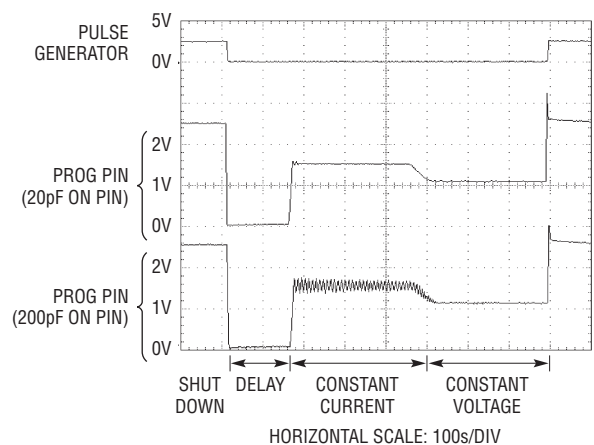 PULSE
GENERATOR
5V
0V
PROG PIN
(20pF ON PIN)
2V
1V
0V
PROG PIN
(200pF ON PIN)
2V
1V
0V
SHUT
DOWN
DELAY
CONSTANT
CURRENT
CONSTANT
VOLTAGE
HORIZONTAL SCALE: 100s/DIV